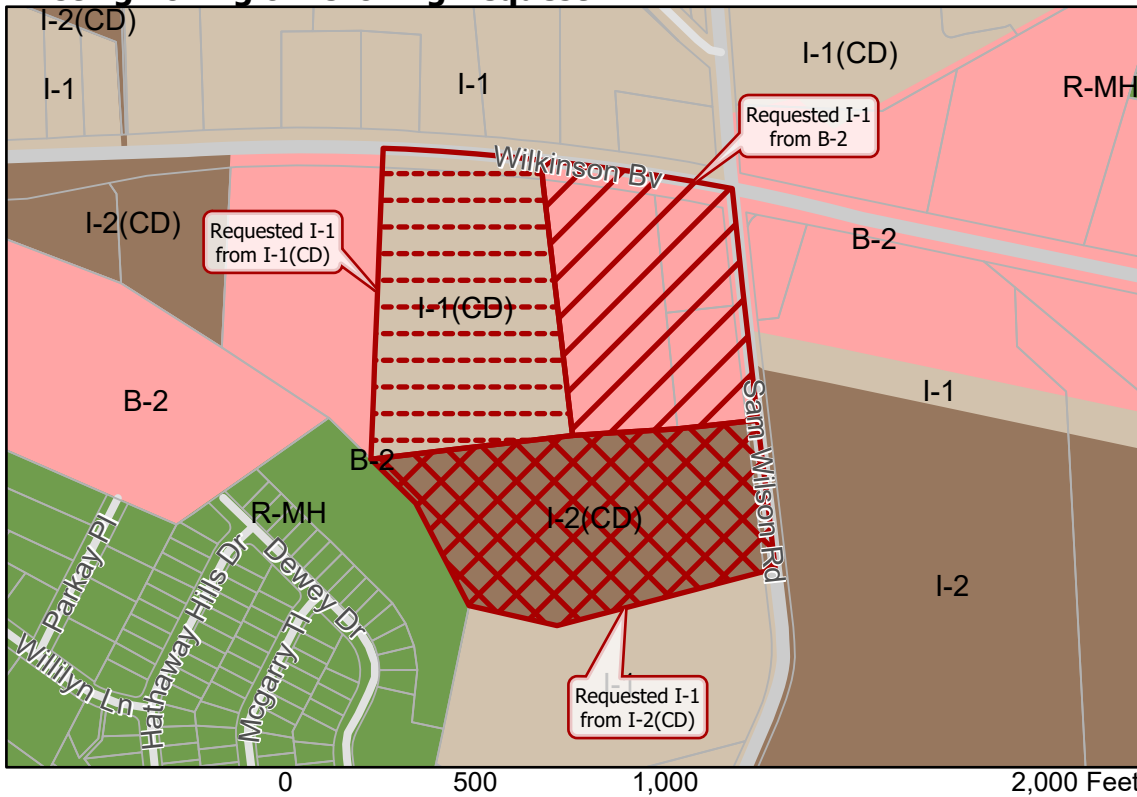 I-2(CD)
I-1
I-1
I-1(CD)
R-MH
Requested I-1
from B-2
Wilkinson Bv
I-2(CD)
Requested I-1
from I-1(CD)
B-2
I-1(CD)
B-2
I-1
Sam Wilson Rd
B-2
R-MH
I-2(CD)
I-2
Parkay Pl
Hathaway Hills Dr
Dewey Dr
Mcgarry Tl
Willilyn Ln
Requested I-1
from I-2(CD)
0 500 1,000 2,000 Feet